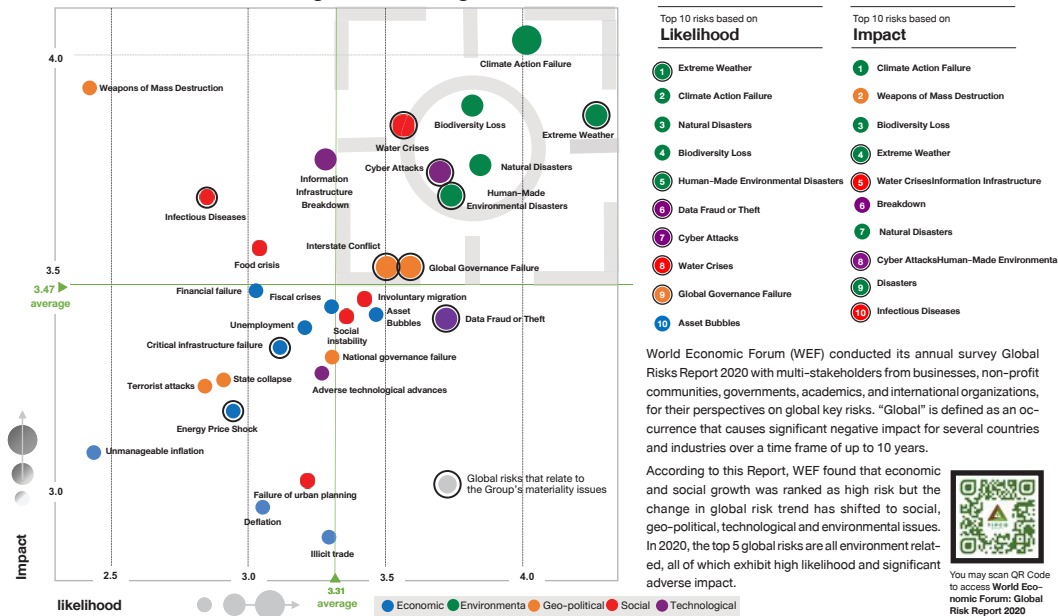 4.0
3.5
3.47
average
3.0
Impact
Climate Action Failure
Weapons of Mass Destruction
Biodiversity Loss
Extreme Weather
Water Crises
Cyber Attacks
Natural Disasters
Information
Infrastructure
Breakdown
Human-Made
Environmental Disasters
Infectious Diseases
Interstate Conflict
Food crisis
Global Governance Failure
Financial failure
Fiscal crises
Involuntary migration
Asset
Bubbles
Data Fraud or Theft
Unemployment
Social
instability
Critical infrastructure failure
National governance failure
Terrorist attacks
State collapse
Adverse technological advances
Energy Price Shock
Unmanageable inflation
Global risks that relate to
the Group's materiality issues
Failure of urban planning
Deflation
Illicit trade
2.5
3.0
3.5
4.0
3.31
average
likelihood
Economic
Environmenta
Geo-political
Social
Technological
Top 10 risks based on
Likelihood
1 Extreme Weather
2 Climate Action Failure
3 Natural Disasters
4 Biodiversity Loss
5 Human-Made Environmental Disasters
6 Data Fraud or Theft
7 Cyber Attacks
8 Water Crises
9 Global Governance Failure
10 Asset Bubbles
Top 10 risks based on
Impact
1 Climate Action Failure
2 Weapons of Mass Destruction
3 Biodiversity Loss
4 Extreme Weather
5 Water CrisesInformation Infrastructure
6 Breakdown
7 Natural Disasters
8 Cyber AttacksHuman-Made Environmental
9 Disasters
10 Infectious Diseases
World Economic Forum (WEF) conducted its annual survey Global
Risks Report 2020 with multi-stakeholders from businesses, non-profit
communities, governments, academics, and international organizations,
for their perspectives on global key risks. “Global” is defined as an oc-
currence that causes significant negative impact for several countries
and industries over a time frame of up to 10 years.
According to this Report, WEF found that economic
and social growth was ranked as high risk but the
change in global risk trend has shifted to social,
geo-political, technological and environmental issues.
In 2020, the top 5 global risks are all environment relat-
ed, all of which exhibit high likelihood and significant
adverse impact.
You may scan QR Code
to access World Eco-
nomic Forum: Global
Risk Report 2020